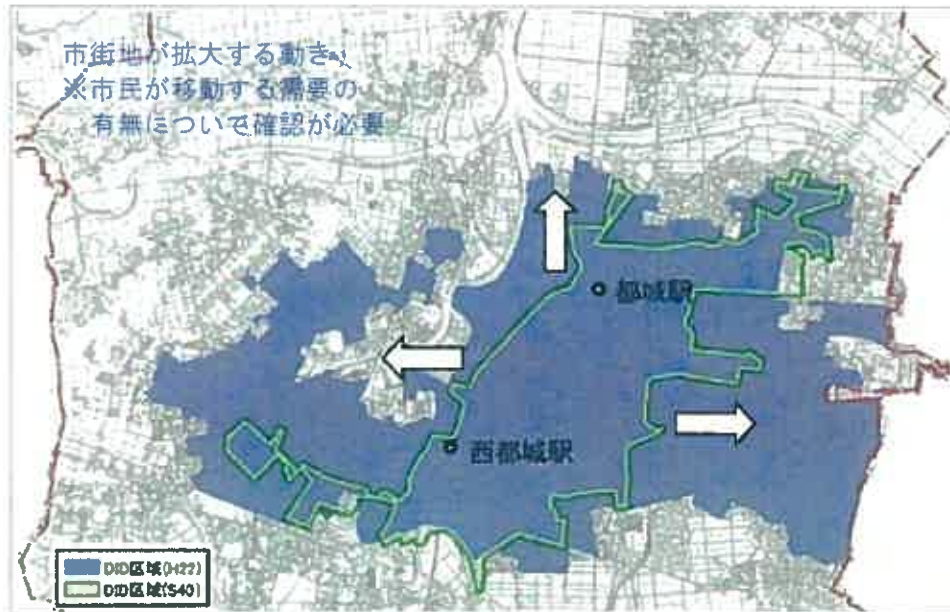 市街地が拡大する動き
※市民が移動する需要の
有無について確認が必要
都城駅
西都城駅
DID区域(H22)
DID区域(S40)